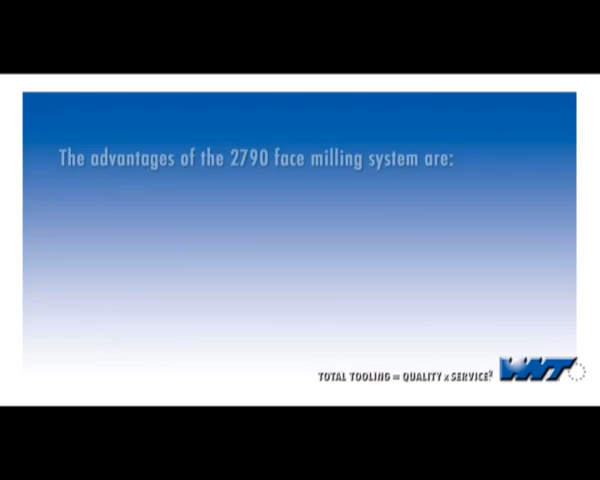 The advantages of the 2790 face milling system are:
TOTAL TOOLING = QUALITY x SERVICE²
WNT